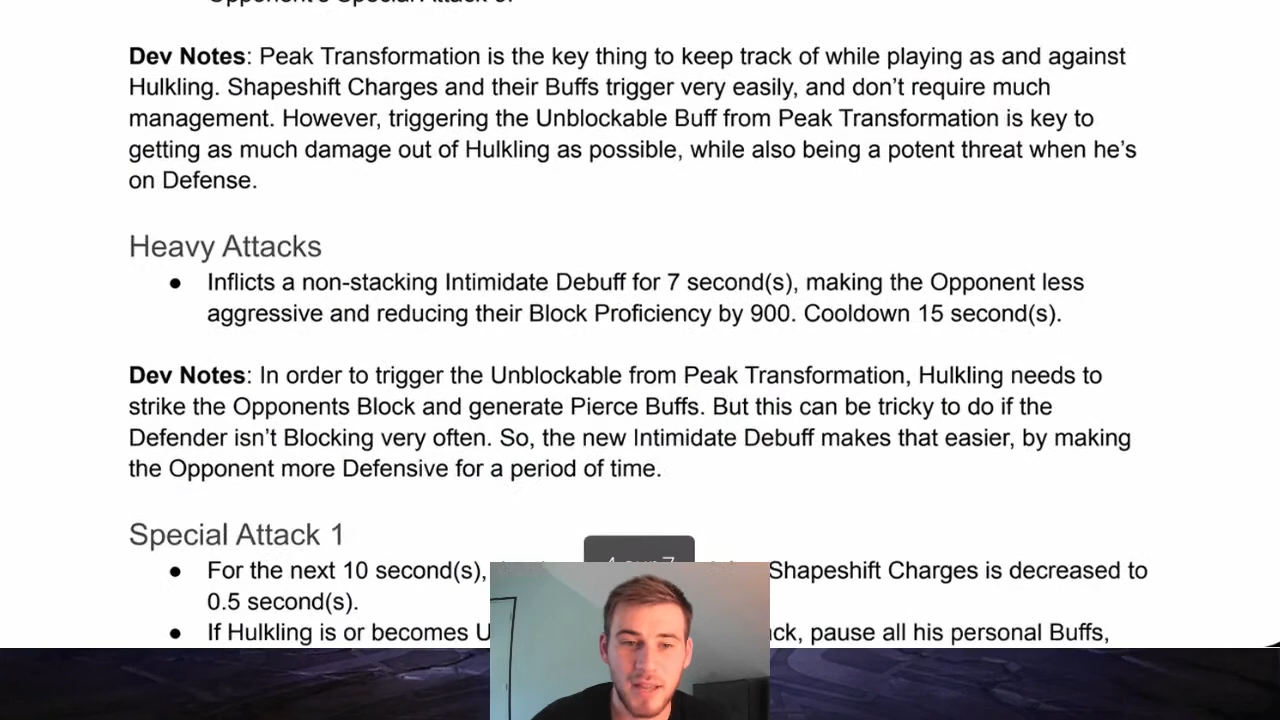 Dev Notes: Peak Transformation is the key thing to keep track of while playing as and against
Hulkling. Shapeshift Charges and their Buffs trigger very easily, and don’t require much
management. However, triggering the Unblockable Buff from Peak Transformation is key to
getting as much damage out of Hulkling as possible, while also being a potent threat when he’s
on Defense.
Heavy Attacks
● Inflicts a non-stacking Intimidate Debuff for 7 second(s), making the Opponent less
aggressive and reducing their Block Proficiency by 900. Cooldown 15 second(s).
Dev Notes: In order to trigger the Unblockable from Peak Transformation, Hulkling needs to
strike the Opponents Block and generate Pierce Buffs. But this can be tricky to do if the
Defender isn’t Blocking very often. So, the new Intimidate Debuff makes that easier, by making
the Opponent more Defensive for a period of time.
Special Attack 1
● For the next 10 second(s), Shapeshift Charges is decreased to
0.5 second(s).
● If Hulkling is or becomes pause all his personal Buffs,